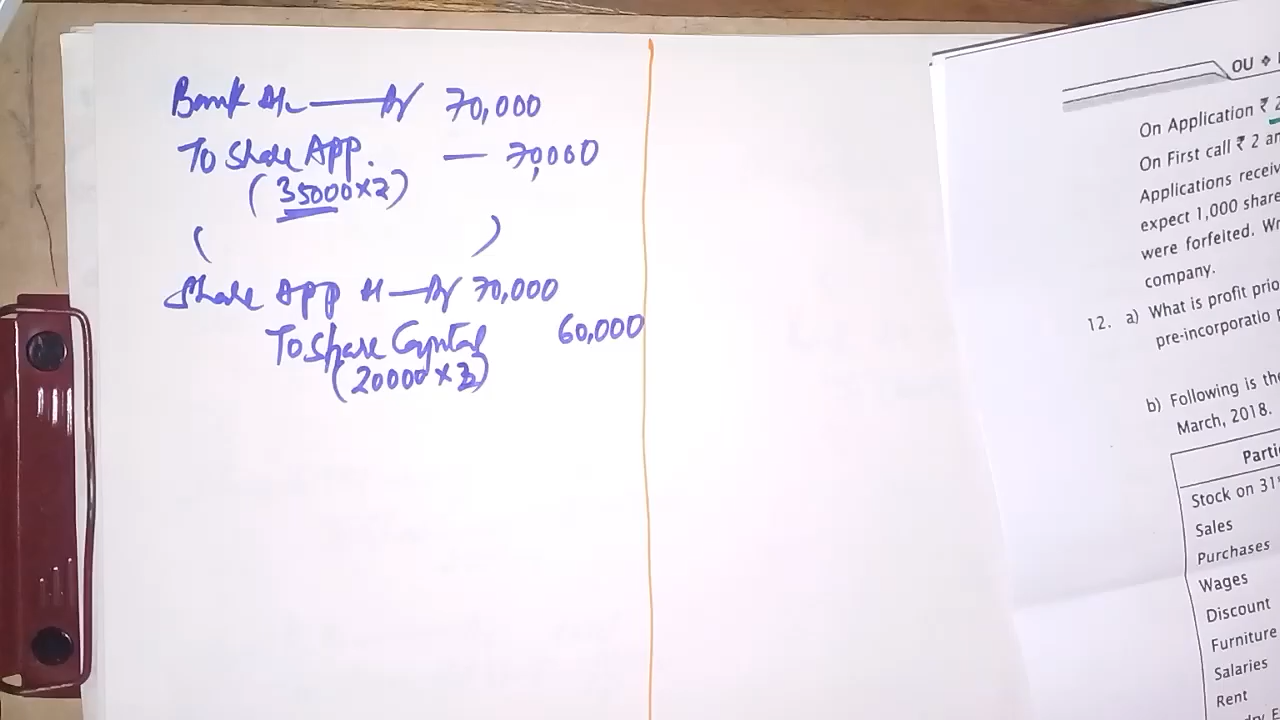 Bank A/c Dr 70,000
To Share App. — 70,000
(35000×2)
( )
Share App A/c Dr 70,000
To Share Capital 60,000
(20000×3)
OU ❖
On Application ₹ 2
On First call ₹ 2 an
Applications receiv
expect 1,000 share
were forfeited. Wr
company.
12. a) What is profit prio
pre-incorporatio p
b) Following is the
March, 2018.
Parti
Stock on 31
Sales
Purchases
Wages
Discount
Furniture
Salaries
Rent